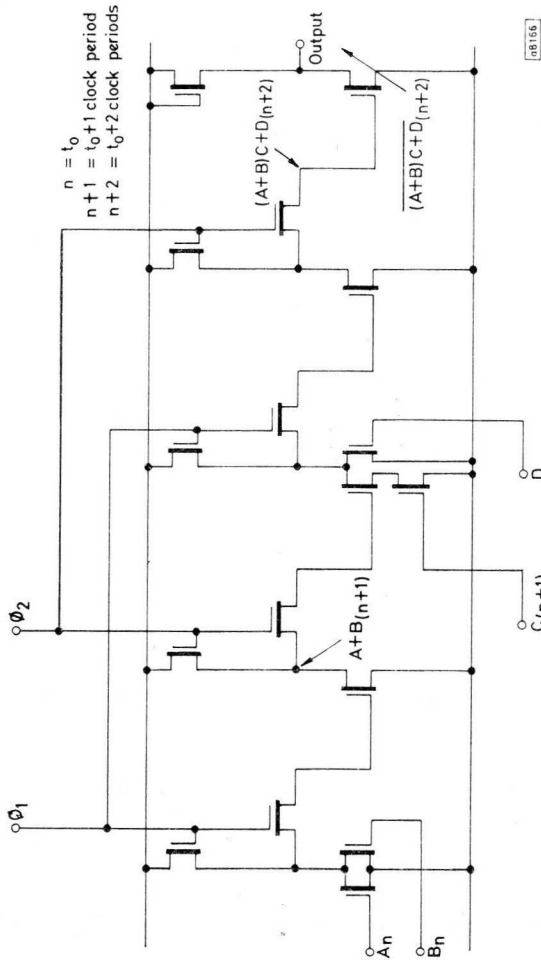 ø₁
ø₂
n = t₀
n+1 = t₀+1 clock period
n+2 = t₀+2 clock periods
Aₙ
Bₙ
A+B₍ₙ₊₁₎
C₍ₙ₊₁₎
D
(A+B)C+D₍ₙ₊₂₎
Output
(A+B)C+D₍ₙ₊₂₎
a8166